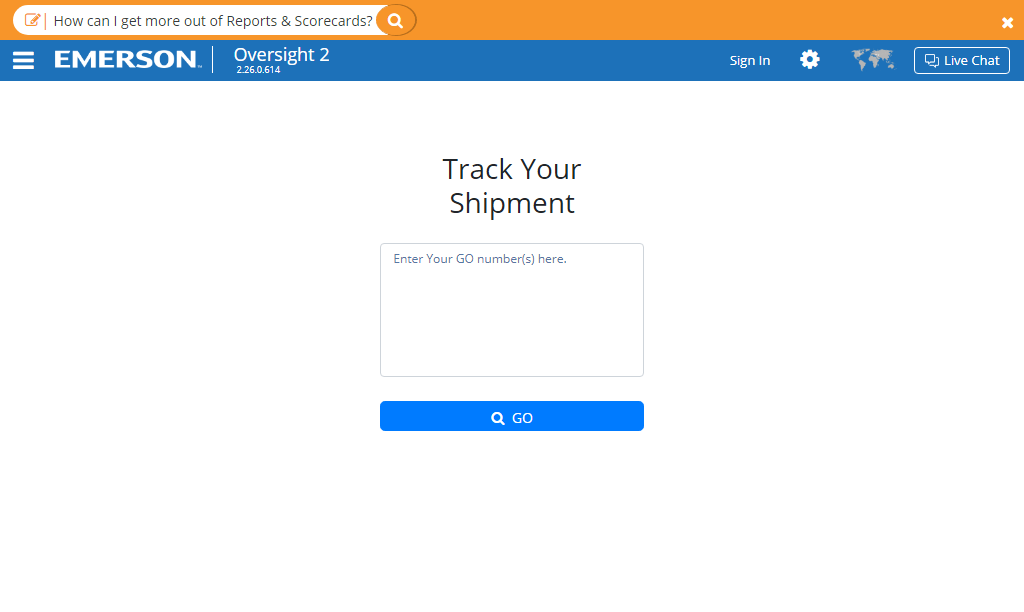 How can I get more out of Reports & Scorecards?
EMERSON™ Oversight 2
2.26.0.614
Sign In
Live Chat
Track Your
Shipment
Enter Your GO number(s) here.
GO